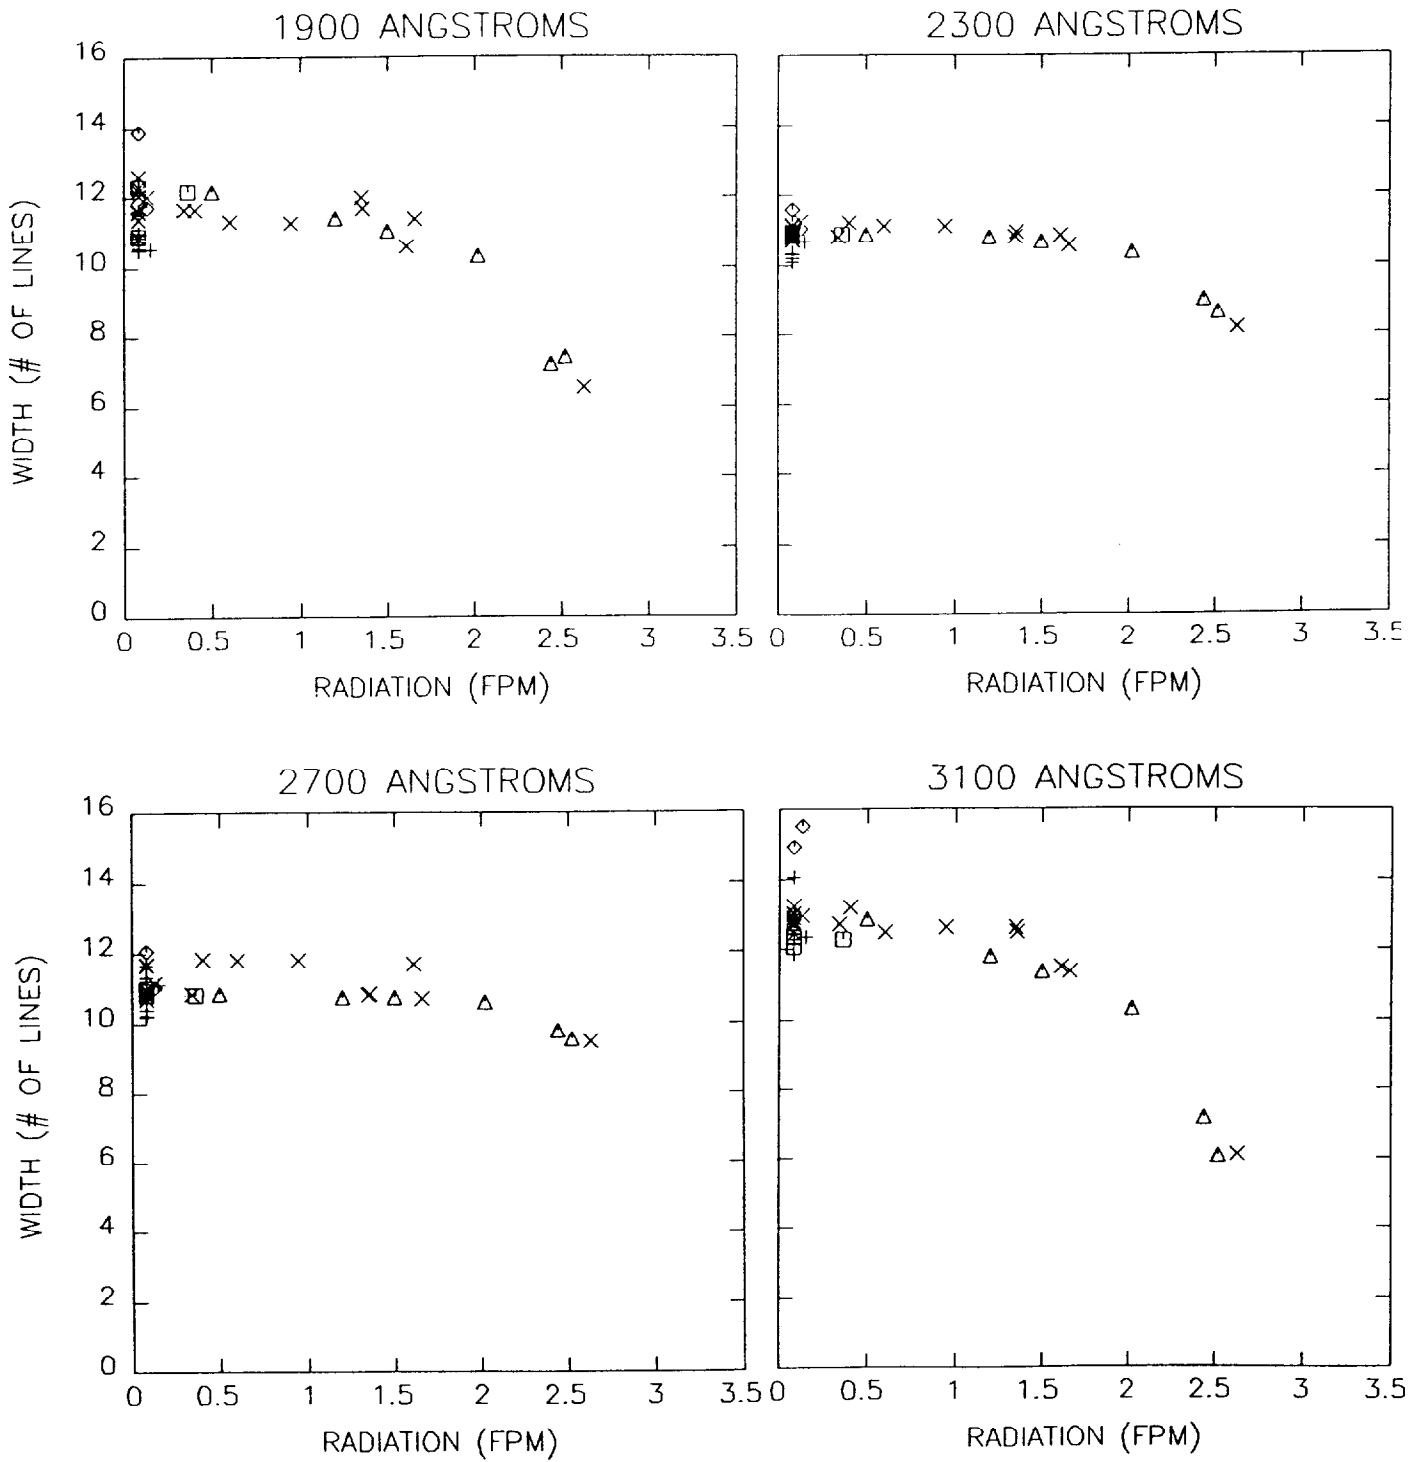 1900 ANGSTROMS
2300 ANGSTROMS
16
14
12
10
8
6
4
2
0
WIDTH (# OF LINES)
0 0.5 1 1.5 2 2.5 3 3.5
0 0.5 1 1.5 2 2.5 3 3.5
RADIATION (FPM)
RADIATION (FPM)
2700 ANGSTROMS
3100 ANGSTROMS
16
14
12
10
8
6
4
2
0
WIDTH (# OF LINES)
0 0.5 1 1.5 2 2.5 3 3.5
0 0.5 1 1.5 2 2.5 3 3.5
RADIATION (FPM)
RADIATION (FPM)